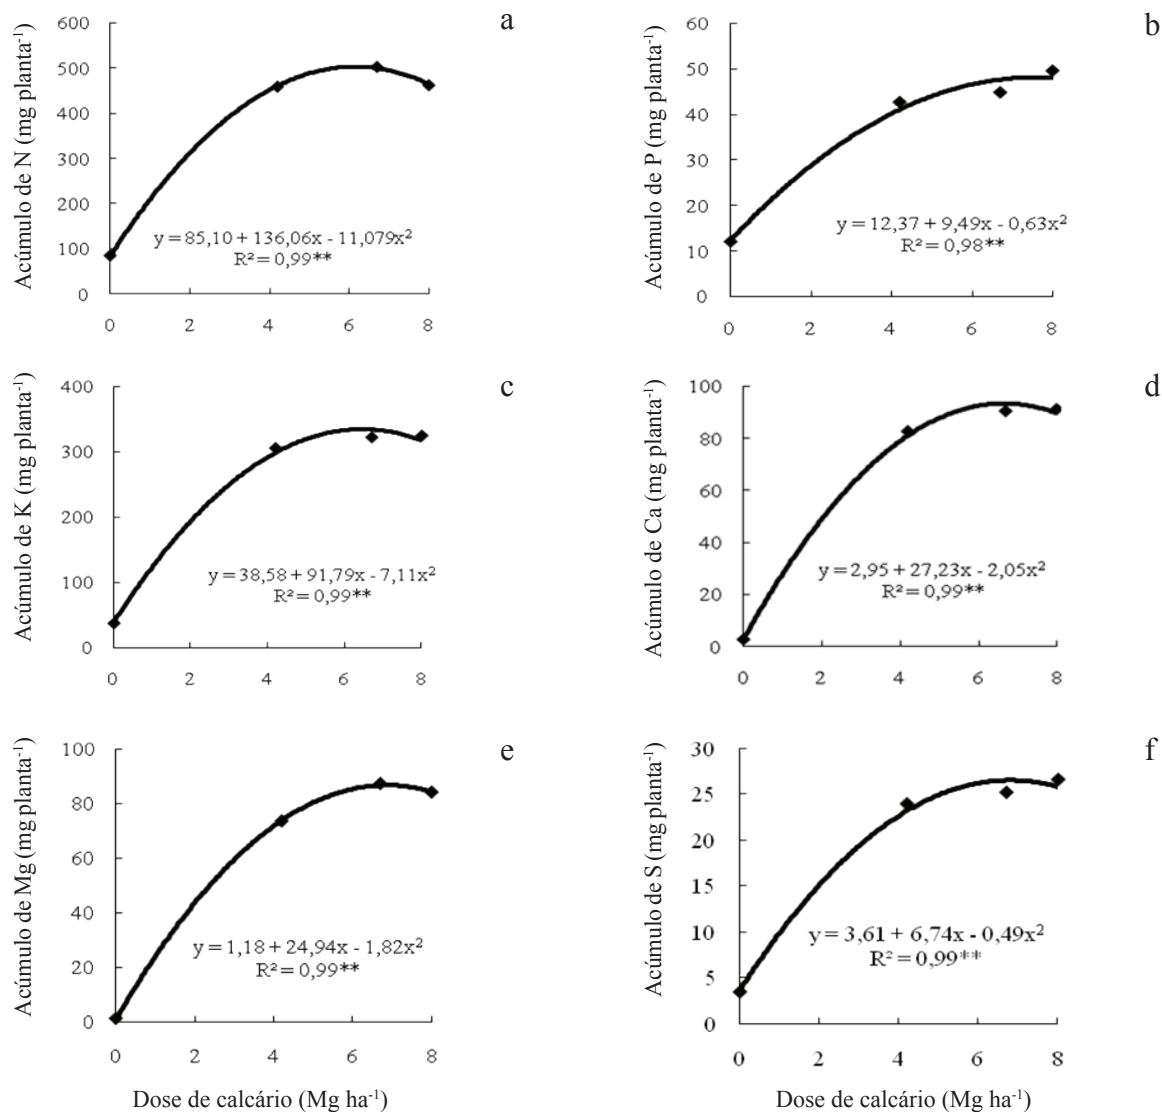 a
Acúmulo de N (mg planta⁻¹)
600
500
400
300
200
100
0
y = 85,10 + 136,06x - 11,079x²
R² = 0,99**
0 2 4 6 8
b
Acúmulo de P (mg planta⁻¹)
60
50
40
30
20
10
0
y = 12,37 + 9,49x - 0,63x²
R² = 0,98**
0 2 4 6 8
c
Acúmulo de K (mg planta⁻¹)
400
300
200
100
0
y = 38,58 + 91,79x - 7,11x²
R² = 0,99**
0 2 4 6 8
d
Acúmulo de Ca (mg planta⁻¹)
100
80
60
40
20
0
y = 2,95 + 27,23x - 2,05x²
R² = 0,99**
0 2 4 6 8
e
Acúmulo de Mg (mg planta⁻¹)
100
80
60
40
20
0
y = 1,18 + 24,94x - 1,82x²
R² = 0,99**
0 2 4 6 8
Dose de calcário (Mg ha⁻¹)
f
Acúmulo de S (mg planta⁻¹)
30
25
20
15
10
5
0
y = 3,61 + 6,74x - 0,49x²
R² = 0,99**
0 2 4 6 8
Dose de calcário (Mg ha⁻¹)